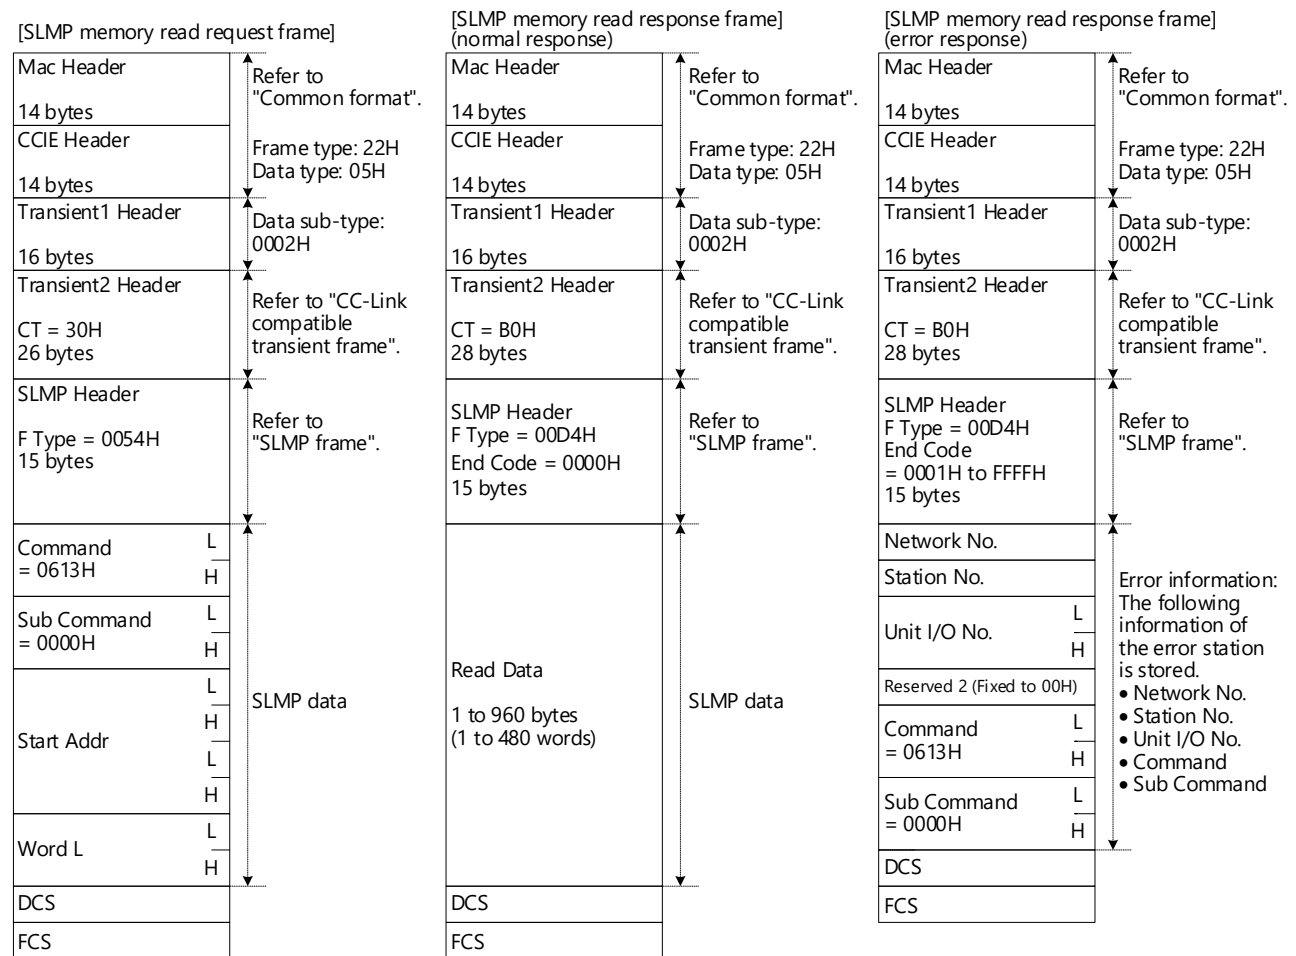 [SLMP memory read request frame]
Mac Header
14 bytes
CCIE Header
14 bytes
Transient1 Header
16 bytes
Transient2 Header
CT = 30H
26 bytes
SLMP Header
F Type = 0054H
15 bytes
Command
= 0613H
L
H
Sub Command
= 0000H
L
H
Start Addr
L
H
L
H
Word L
L
H
DCS
FCS
Refer to
"Common format".
Frame type: 22H
Data type: 05H
Data sub-type:
0002H
Refer to "CC-Link
compatible
transient frame".
Refer to
"SLMP frame".
SLMP data
[SLMP memory read response frame]
(normal response)
Mac Header
14 bytes
CCIE Header
14 bytes
Transient1 Header
16 bytes
Transient2 Header
CT = B0H
28 bytes
SLMP Header
F Type = 00D4H
End Code = 0000H
15 bytes
Read Data
1 to 960 bytes
(1 to 480 words)
DCS
FCS
Refer to
"Common format".
Frame type: 22H
Data type: 05H
Data sub-type:
0002H
Refer to "CC-Link
compatible
transient frame".
Refer to
"SLMP frame".
SLMP data
[SLMP memory read response frame]
(error response)
Mac Header
14 bytes
CCIE Header
14 bytes
Transient1 Header
16 bytes
Transient2 Header
CT = B0H
28 bytes
SLMP Header
F Type = 00D4H
End Code
= 0001H to FFFFH
15 bytes
Network No.
Station No.
Unit I/O No.
L
H
Reserved 2 (Fixed to 00H)
Command
= 0613H
L
H
Sub Command
= 0000H
L
H
DCS
FCS
Refer to
"Common format".
Frame type: 22H
Data type: 05H
Data sub-type:
0002H
Refer to "CC-Link
compatible
transient frame".
Refer to
"SLMP frame".
Error information:
The following
information of
the error station
is stored.
• Network No.
• Station No.
• Unit I/O No.
• Command
• Sub Command